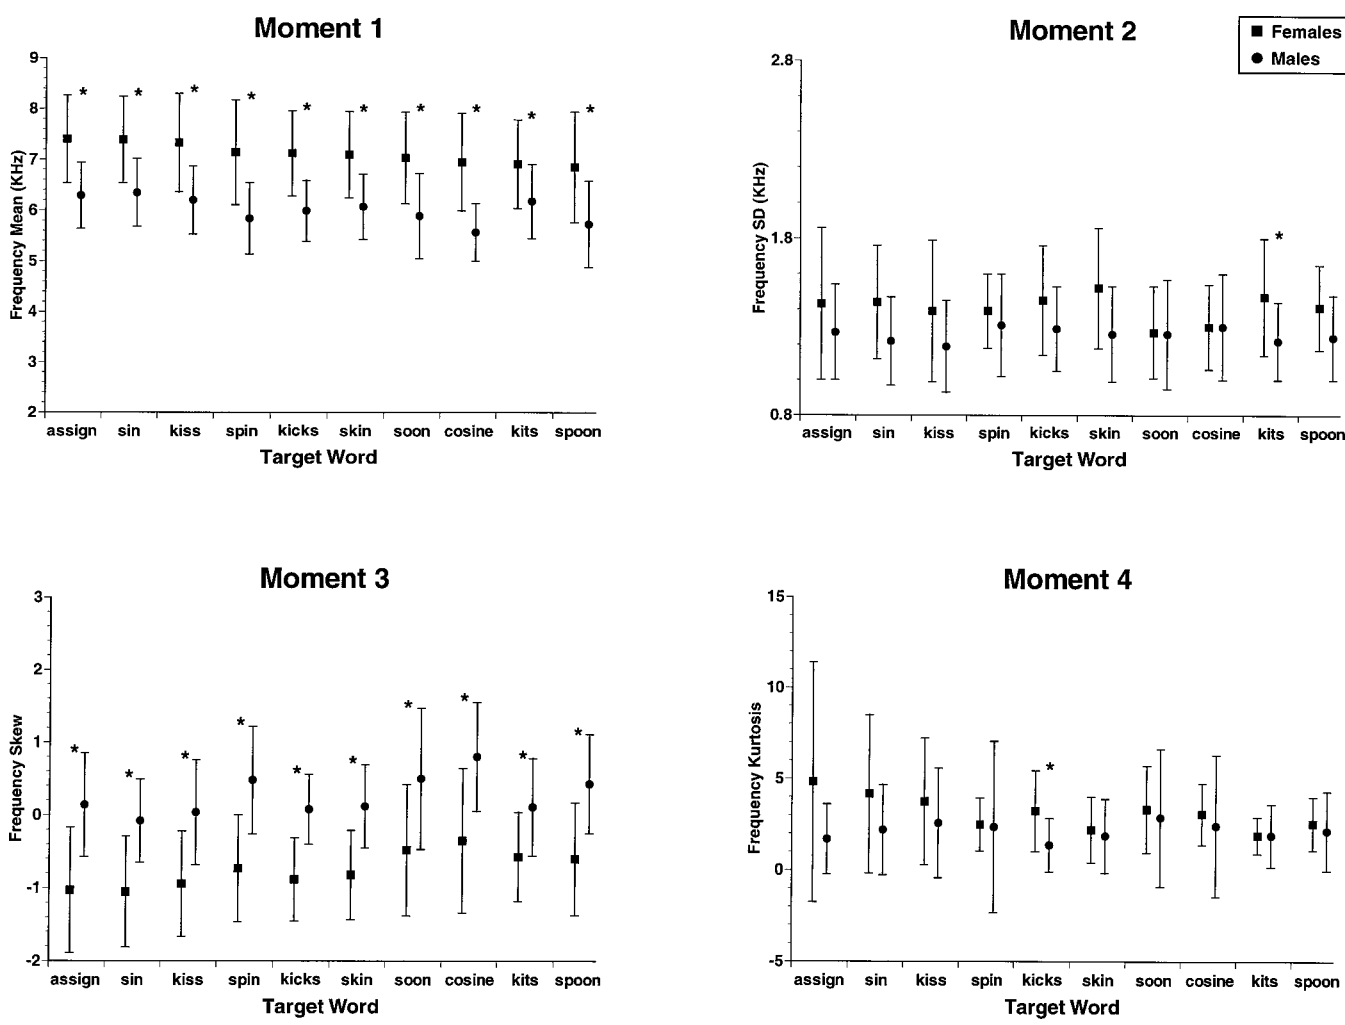 Moment 1
9
8
7
6
5
4
3
2
Frequency Mean (KHz)
* * * * * * * * * *
assign sin kiss spin kicks skin soon cosine kits spoon
Target Word
Moment 2
Females
Males
2.8
1.8
0.8
Frequency SD (KHz)
*
assign sin kiss spin kicks skin soon cosine kits spoon
Target Word
Moment 3
3
2
1
0
-1
-2
Frequency Skew
* * * * * * * * * *
assign sin kiss spin kicks skin soon cosine kits spoon
Target Word
Moment 4
15
10
5
0
-5
Frequency Kurtosis
*
assign sin kiss spin kicks skin soon cosine kits spoon
Target Word